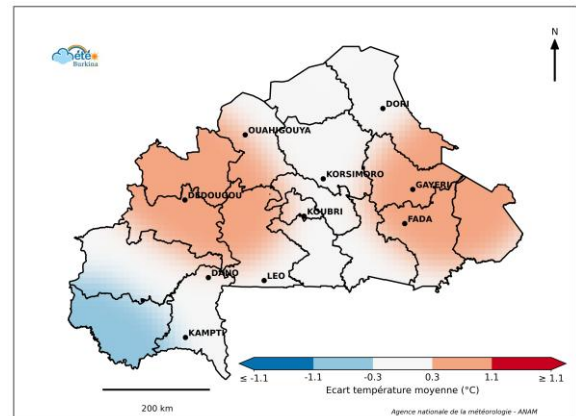 été
Burkina
N
DORI
OUAHIGOUYA
KORSIMORO
GAYERI
DEDOUGOU
KOUBRI
FADA
DANO
LEO
KAMPTI
≤ -1.1
-1.1
-0.3
0.3
1.1
≥ 1.1
Ecart température moyenne (°C)
200 km
Agence nationale de la météorologie - ANAM